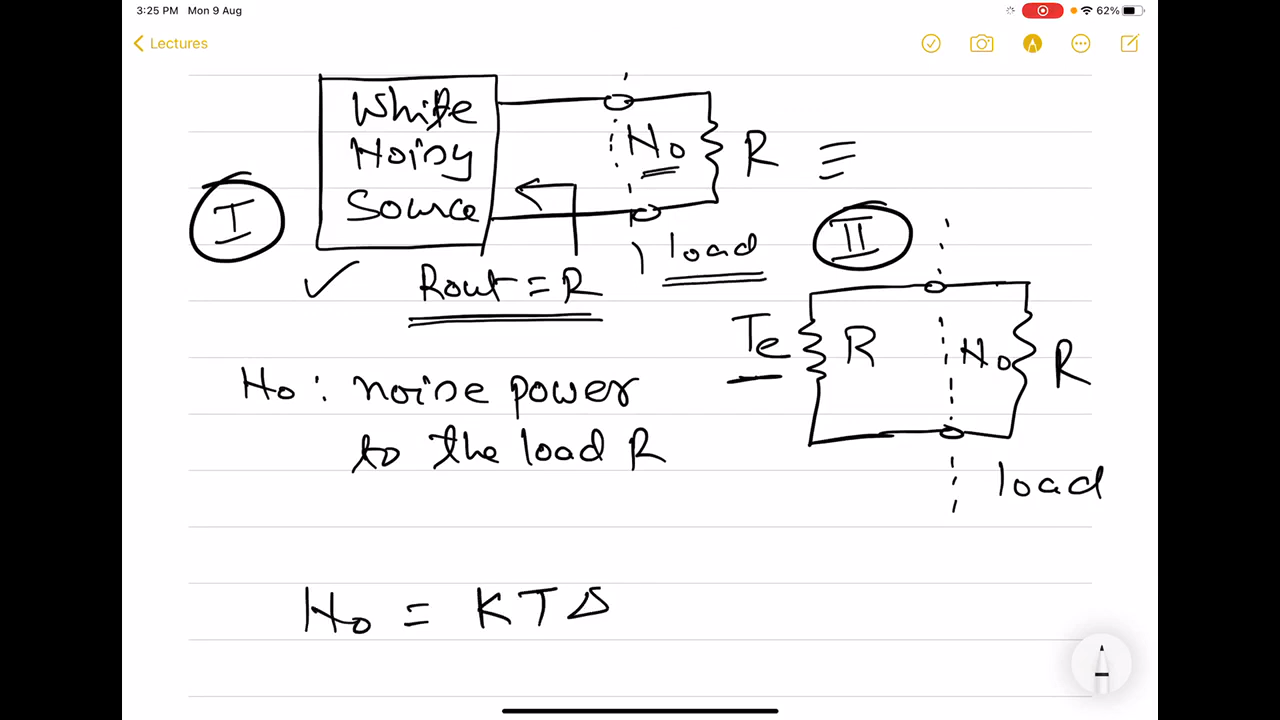 3:25 PM Mon 9 Aug
62%
Lectures
White
Noisy
Source
I
No
R ≡
load
Rout = R
II
Te
R
No
R
load
No : noise power
to the load R
No = KTΔ